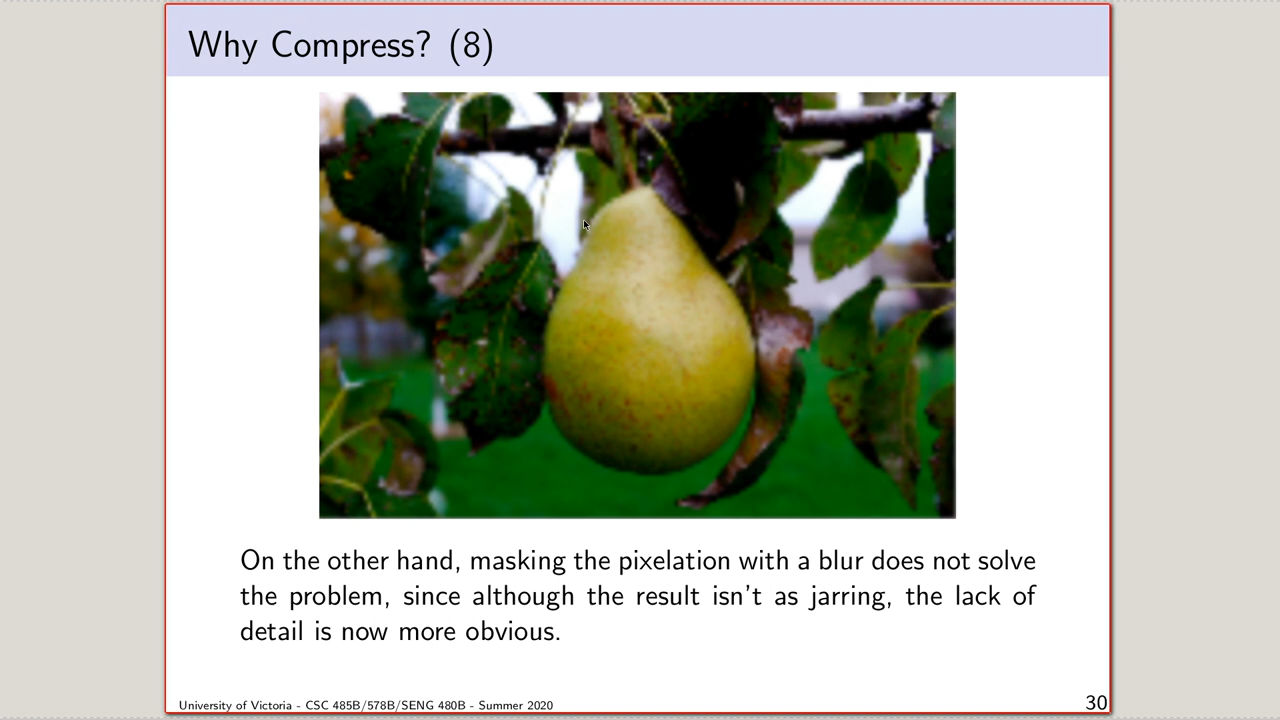 Why Compress? (8)
On the other hand, masking the pixelation with a blur does not solve
the problem, since although the result isn't as jarring, the lack of
detail is now more obvious.
University of Victoria - CSC 485B/578B/SENG 480B - Summer 2020
30